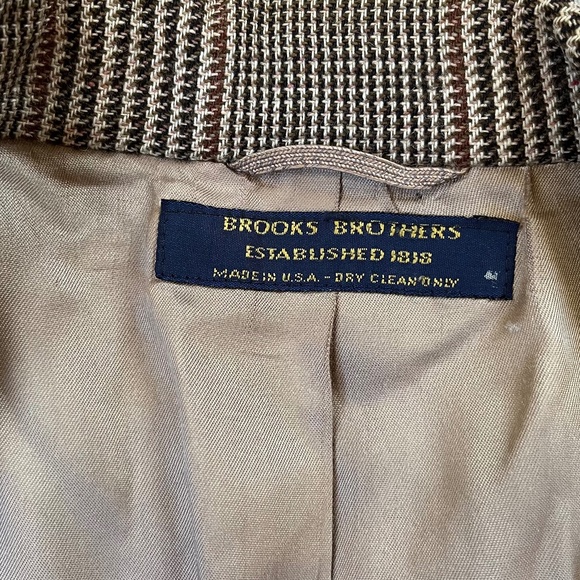 BROOKS BROTHERS
ESTABLISHED 1818
MADE IN U.S.A. - DRY CLEAN ONLY